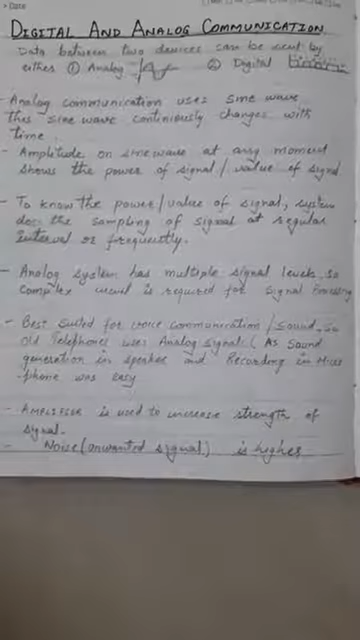 Date
DIGITAL AND ANALOG COMMUNICATION
Data between two devices can be sent by
either ① Analog ② Digital
- Analog communication uses sine wave
this sine wave continiously changes with
time.
- Amplitude on sinewave at any moment
shows the power of signal / value of signal
- To know the power/value of signal, system
does the sampling of signal at regular
Interval or frequently.
- Analog system has multiple signal levels so
complex circuit is required for signal Processing
- Best suited for voice communication / sound. So
old Telephones uses Analog signal (As Sound
generation in speaker and Recording in Micro
-phone was easy
- AMPLIFIER is used to increase strength of
signal.
- Noise (unwanted signal) is higher